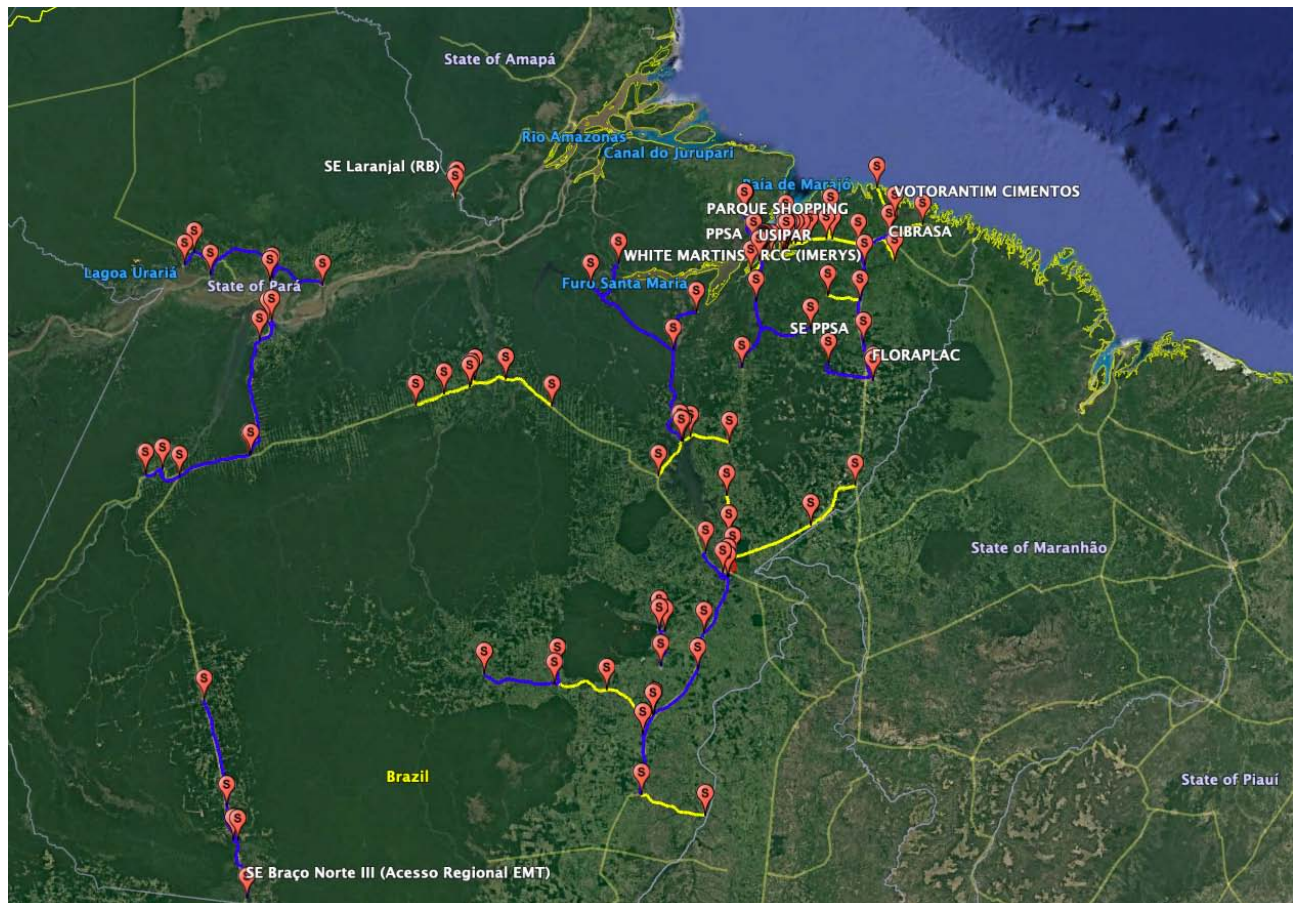 State of Amapá
Rio Amazonas
Canal do Jurupari
SE Laranjal (RB)
Baia de Marajó
VOTORANTIM CIMENTOS
PARQUE SHOPPING
PPSA
USIPAR
CIBRASA
WHITE MARTINS
RCC (IMERYS)
Lagoa Urariá
State of Pará
Furo Santa Maria
SE PPSA
FLORAPLAC
State of Maranhão
Brazil
State of Piauí
SE Braço Norte III (Acesso Regional EMT)
S